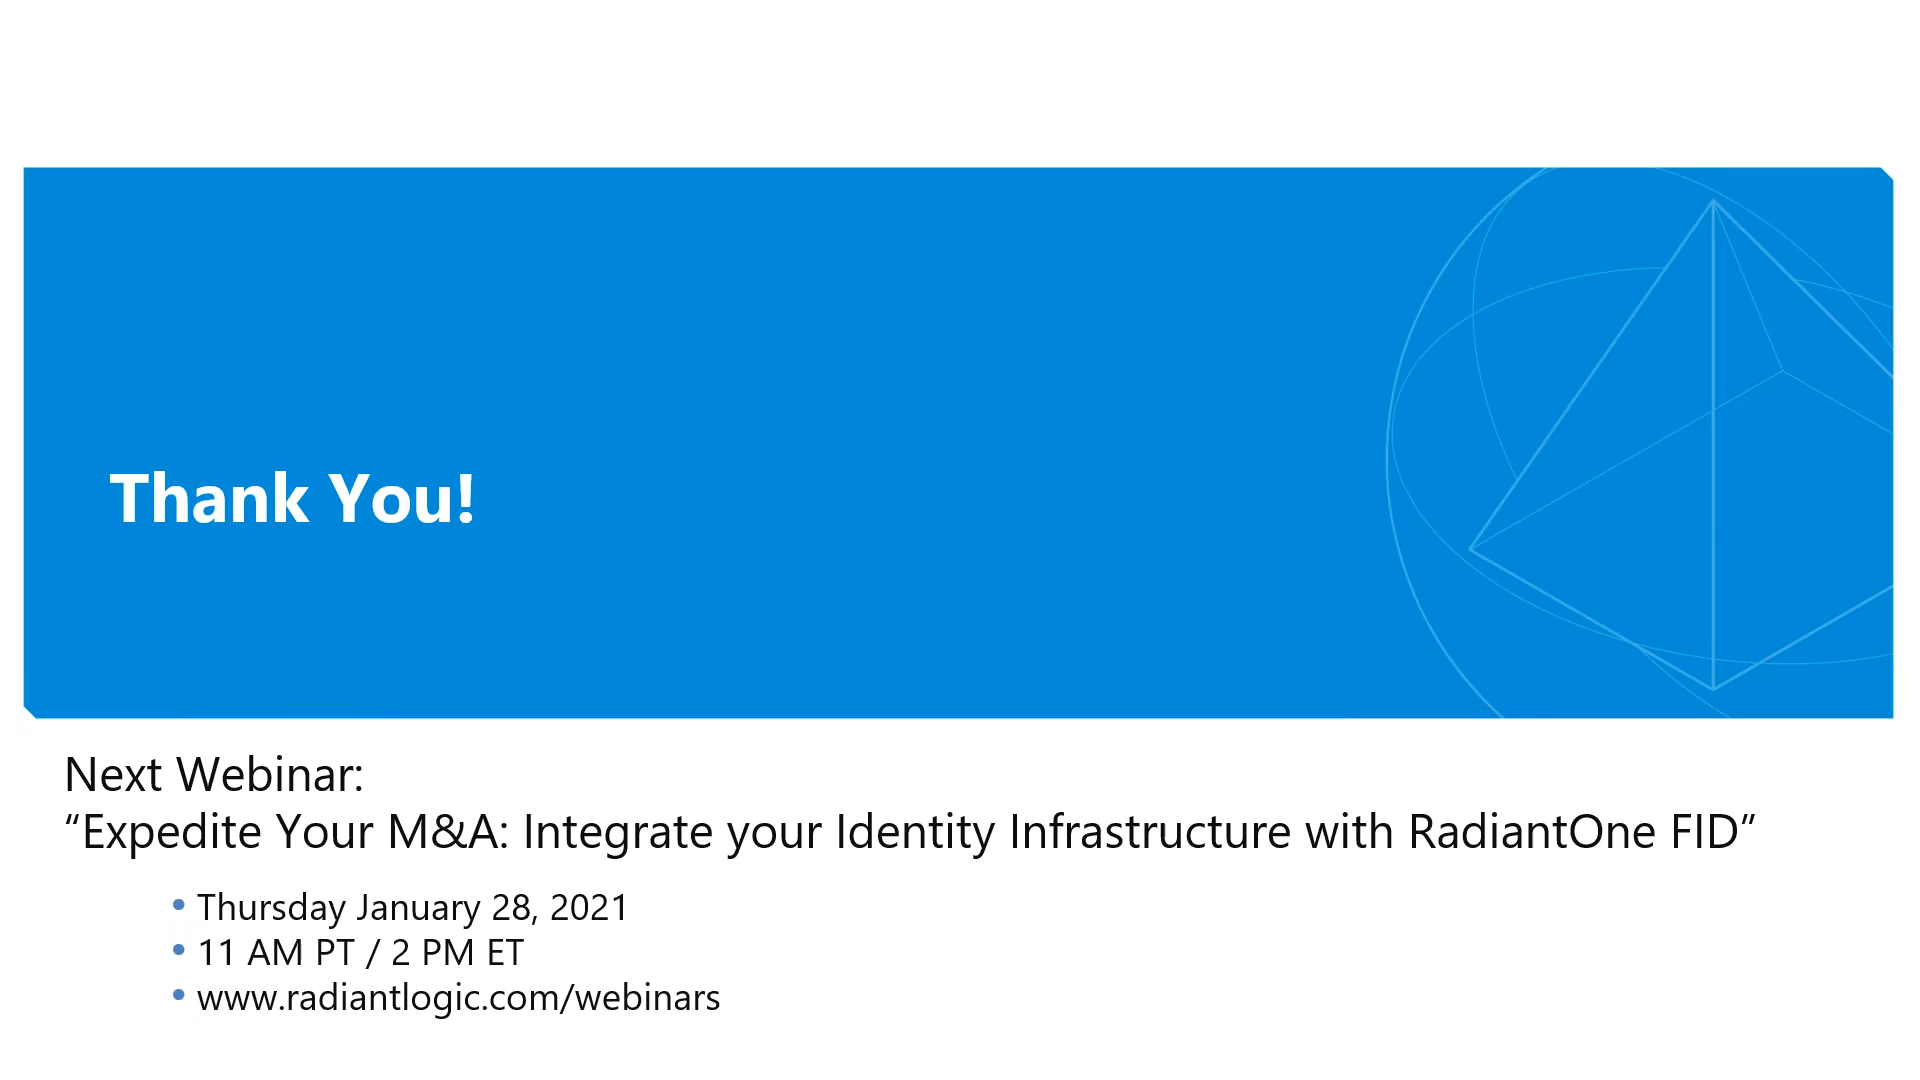 Thank You!
Next Webinar:
“Expedite Your M&A: Integrate your Identity Infrastructure with RadiantOne FID”
• Thursday January 28, 2021
• 11 AM PT / 2 PM ET
• www.radiantlogic.com/webinars